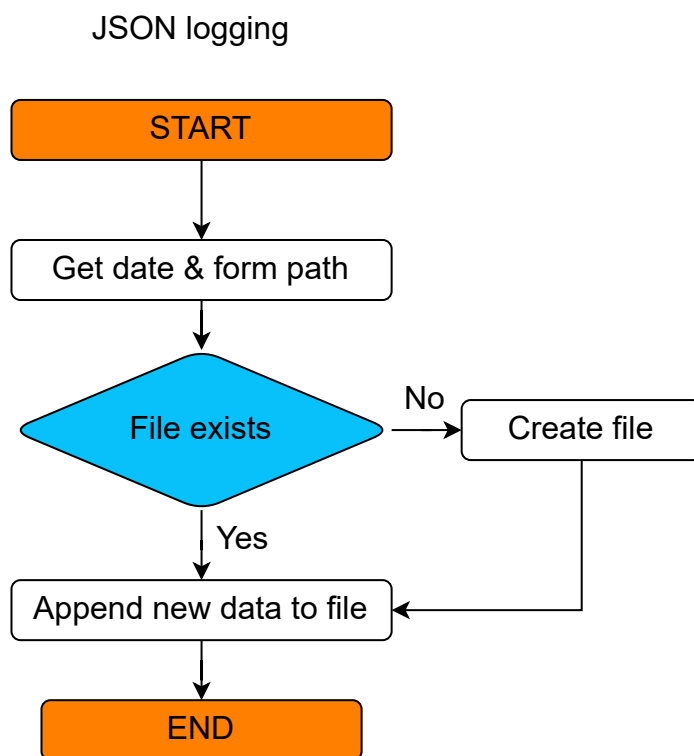 JSON logging
START
Get date & form path
File exists
No
Create file
Yes
Append new data to file
END